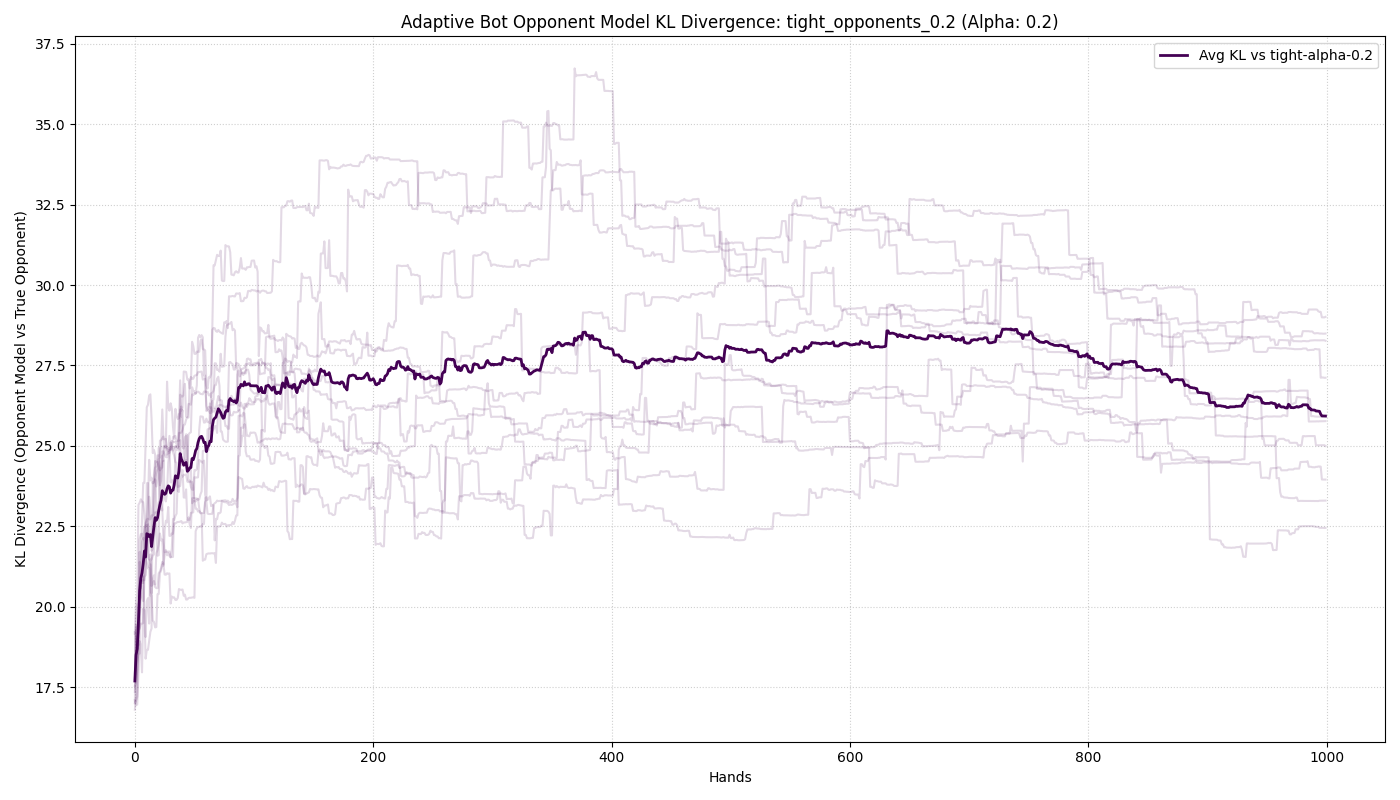 Adaptive Bot Opponent Model KL Divergence: tight_opponents_0.2 (Alpha: 0.2)
Avg KL vs tight-alpha-0.2
KL Divergence (Opponent Model vs True Opponent)
37.5
35.0
32.5
30.0
27.5
25.0
22.5
20.0
17.5
0 200 400 600 800 1000
Hands